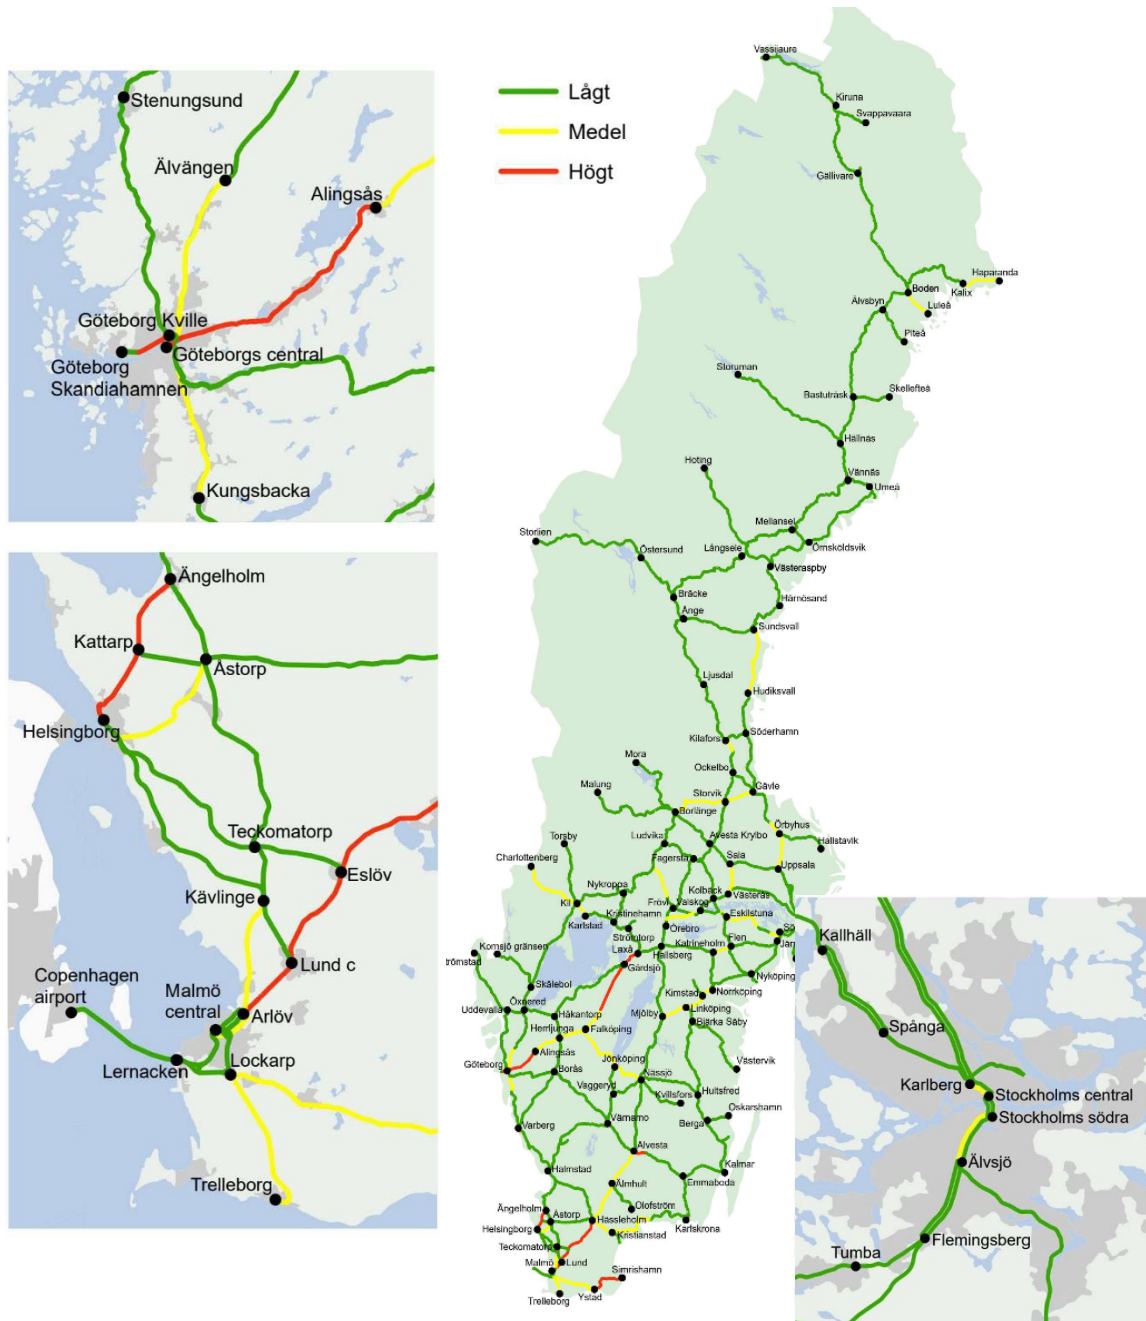 Stenungsund
Älvängen
Alingsås
Göteborg Kville
Göteborgs central
Göteborg
Skandiahamnen
Kungsbacka
Ängelholm
Kattarp
Åstorp
Helsingborg
Teckomatorp
Eslöv
Kävlinge
Lund c
Copenhagen
airport
Malmö
central
Arlöv
Lernacken
Lockarp
Trelleborg
Lågt
Medel
Högt
Vassijaure
Kiruna
Svappavaara
Gällivare
Haparanda
Boden
Kalix
Älvsbyn
Luleå
Piteå
Storuman
Bastuträsk
Skellefteå
Hällnäs
Hoting
Vännäs
Umeå
Mellansel
Storlien
Östersund
Långsele
Örnsköldsvik
Västeraspby
Bräcke
Härnösand
Ånge
Sundsvall
Ljusdal
Hudiksvall
Kilafors
Söderhamn
Mora
Ockelbo
Malung
Storvik
Gävle
Borlänge
Torsby
Ludvika
Avesta Krylbo
Örbyhus
Hallstavik
Charlottenberg
Fagersta
Sala
Uppsala
Nykroppa
Kolbäck
Västerås
Kil
Frövi
Valskog
Karlstad
Kristinehamn
Eskilstuna
Örebro
Sö
Strömtorp
Katrineholm
Flen
Jär
Kornsjö gränsen
Laxå
Hallsberg
trömstad
Gårdsjö
Nyköping
Skälebol
Kimstad
Norrköping
Öxnered
Linköping
Uddevalla
Håkantorp
Mjölby
Bjärka Säby
Herrljunga
Falköping
Alingsås
Göteborg
Borås
Jönköping
Nässjö
Västervik
Vaggeryd
Kvillsfors
Hultsfred
Oskarshamn
Varberg
Värnamo
Berga
Alvesta
Halmstad
Kalmar
Emmaboda
Älmhult
Ängelholm
Olofström
Åstorp
Hässleholm
Helsingborg
Karlskrona
Kristianstad
Teckomatorp
Lund
Malmö
Simrishamn
Trelleborg
Ystad
Kallhäll
Spånga
Karlberg
Stockholms central
Stockholms södra
Älvsjö
Flemingsberg
Tumba